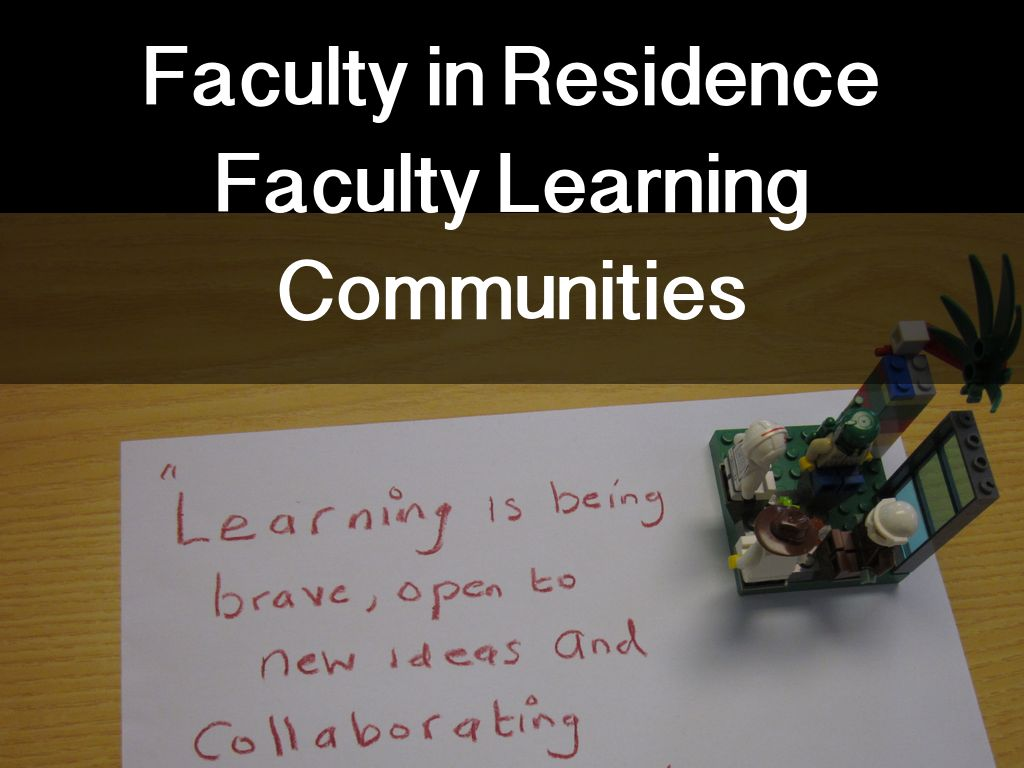 Faculty in Residence
Faculty Learning
Communities
"Learning is being
brave, open to
new ideas and
Collaborating